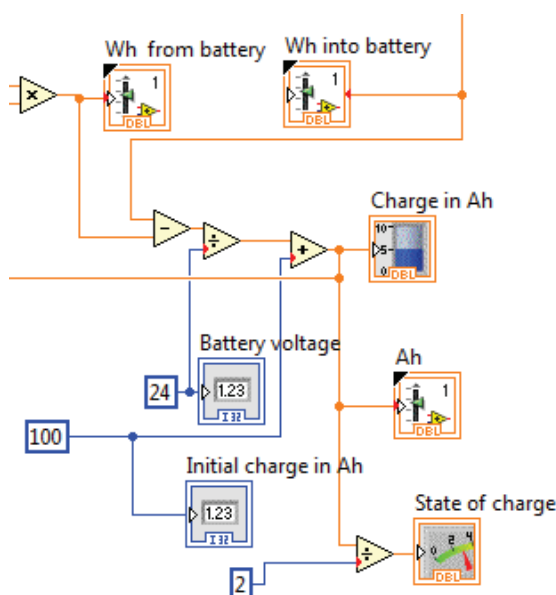 Wh from battery
Wh into battery
×
1
DBL
1
DBL
-
÷
+
Charge in Ah
10
5
0
DBL
Battery voltage
24
1.23
I32
Ah
1
DBL
100
Initial charge in Ah
1.23
I32
State of charge
÷
0 2 4
DBL
2